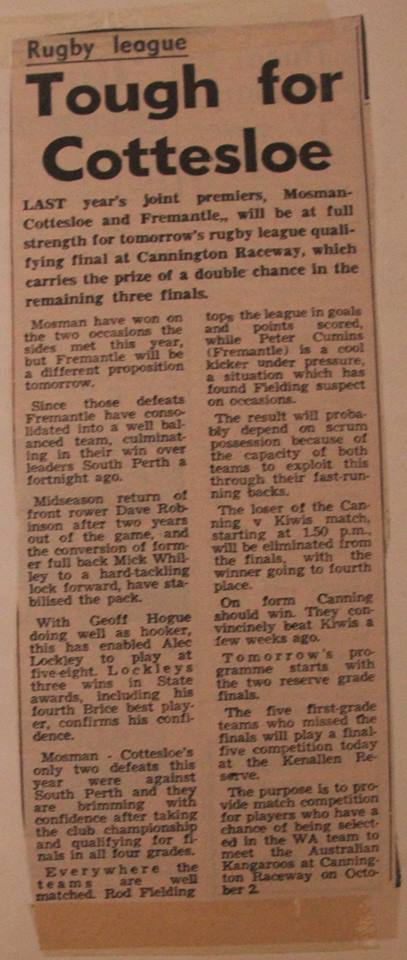 Rugby league
Tough for
Cottesloe
LAST year's joint premiers, Mosman-
Cottesloe and Fremantle,, will be at full
strength for tomorrow's rugby league quali-
fying final at Cannington Raceway, which
carries the prize of a double chance in the
remaining three finals.
Mosman have won on
the two occasions the
sides met this year,
but Fremantle will be
a different proposition
tomorrow.
Since those defeats
Fremantle have conso-
lidated into a well bal-
anced team, culminat-
ing in their win over
leaders South Perth a
fortnight ago.
Midseason return of
front rower Dave Rob-
inson after two years
out of the game, and
the conversion of form-
er full back Mick Whil-
ley to a hard-tackling
lock forward, have sta-
bilised the pack.
With Geoff Hogue
doing well as hooker,
this has enabled Alec
Lockley to play at
five-eight. Lockleys
three wins in State
awards, including his
fourth Brice best play-
er, confirms his confi-
dence.
Mosman - Cottesloe's
only two defeats this
year were against
South Perth and they
are brimming with
confidence after taking
the club championship
and qualifying for fi-
nals in all four grades.
Everywhere the
teams are well
matched. Rod Fielding
tops the league in goals
and points scored,
while Peter Cumins
(Fremantle) is a cool
kicker under pressure,
a situation which has
found Fielding suspect
on occasions.
The result will proba-
bly depend on scrum
possession because of
the capacity of both
teams to exploit this
through their fast-run-
ning backs.
The loser of the Can-
ning v Kiwis match,
starting at 1.50 p.m.,
will be eliminated from
the finals, with the
winner going to fourth
place.
On form Canning
should win. They con-
vincingly beat Kiwis a
few weeks ago.
Tomorrow's pro-
gramme starts with
the two reserve grade
finals.
The five first-grade
teams who missed the
finals will play a final-
five competition today
at the Kenallen Re-
serve.
The purpose is to pro-
vide match competition
for players who have a
chance of being select-
ed in the WA team to
meet the Australian
Kangaroos at Canning-
ton Raceway on Octo-
ber 2.